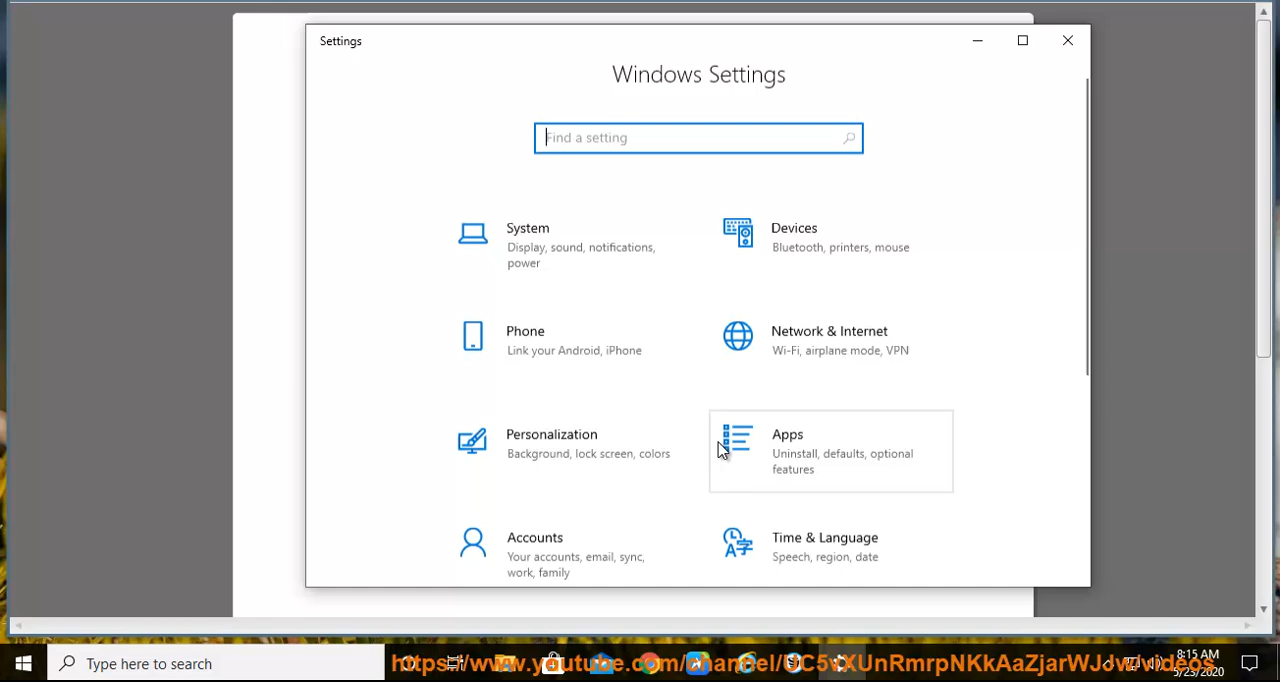 Settings
Windows Settings
Find a setting
System
Display, sound, notifications,
power
Devices
Bluetooth, printers, mouse
Phone
Link your Android, iPhone
Network & Internet
Wi-Fi, airplane mode, VPN
Personalization
Background, lock screen, colors
Apps
Uninstall, defaults, optional
features
Accounts
Your accounts, email, sync,
work, family
Time & Language
Speech, region, date
Type here to search
8:15 AM
5/23/2020